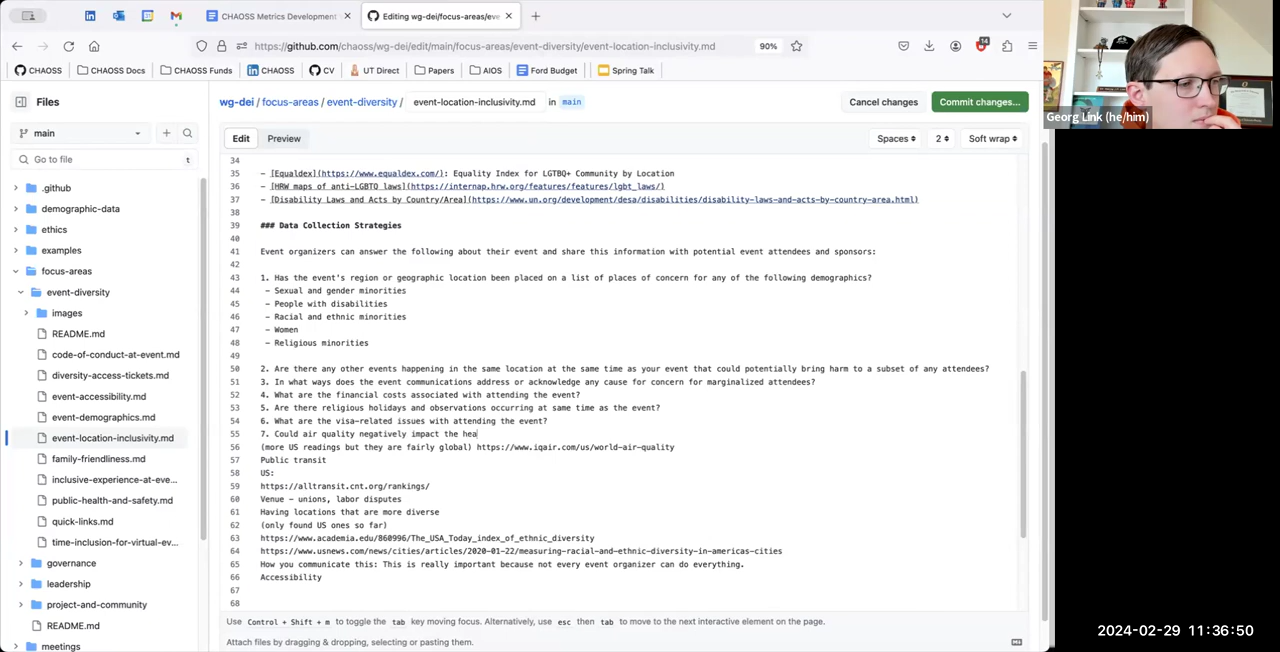 CHAOSS Metrics Development
Editing wg-dei/focus-areas/eve
https://github.com/chaoss/wg-dei/edit/main/focus-areas/event-diversity/event-location-inclusivity.md
90%
14
CHAOSS
CHAOSS Docs
CHAOSS Funds
CHAOSS
CV
UT Direct
Papers
AIOS
Ford Budget
Spring Talk
Georg Link (he/him)
Files
wg-dei / focus-areas / event-diversity / event-location-inclusivity.md in main
Cancel changes
Commit changes...
main
Edit
Preview
Spaces
2
Soft wrap
Go to file
t
.github
demographic-data
ethics
examples
focus-areas
event-diversity
images
README.md
code-of-conduct-at-event.md
diversity-access-tickets.md
event-accessibility.md
event-demographics.md
event-location-inclusivity.md
family-friendliness.md
inclusive-experience-at-eve...
public-health-and-safety.md
quick-links.md
time-inclusion-for-virtual-ev...
governance
leadership
project-and-community
README.md
meetings
34
35 - [Equaldex](https://www.equaldex.com/): Equality Index for LGTBQ+ Community by Location
36 - [HRW maps of anti-LGBTQ laws](https://internap.hrw.org/features/features/lgbt_laws/)
37 - [Disability Laws and Acts by Country/Area](https://www.un.org/development/desa/disabilities/disability-laws-and-acts-by-country-area.html)
38
39 ### Data Collection Strategies
40
41 Event organizers can answer the following about their event and share this information with potential event attendees and sponsors:
42
43 1. Has the event's region or geographic location been placed on a list of places of concern for any of the following demographics?
44 - Sexual and gender minorities
45 - People with disabilities
46 - Racial and ethnic minorities
47 - Women
48 - Religious minorities
49
50 2. Are there any other events happening in the same location at the same time as your event that could potentially bring harm to a subset of any attendees?
51 3. In what ways does the event communications address or acknowledge any cause for concern for marginalized attendees?
52 4. What are the financial costs associated with attending the event?
53 5. Are there religious holidays and observations occurring at same time as the event?
54 6. What are the visa-related issues with attending the event?
55 7. Could air quality negatively impact the hea
56 (more US readings but they are fairly global) https://www.iqair.com/us/world-air-quality
57 Public transit
58 US:
59 https://alltransit.cnt.org/rankings/
60 Venue - unions, labor disputes
61 Having locations that are more diverse
62 (only found US ones so far)
63 https://www.academia.edu/860996/The_USA_Today_index_of_ethnic_diversity
64 https://www.usnews.com/news/cities/articles/2020-01-22/measuring-racial-and-ethnic-diversity-in-americas-cities
65 How you communicate this: This is really important because not every event organizer can do everything.
66 Accessibility
67
68
Use Control + Shift + m to toggle the tab key moving focus. Alternatively, use esc then tab to move to the next interactive element on the page.
Attach files by dragging & dropping, selecting or pasting them.
2024-02-29 11:36:50